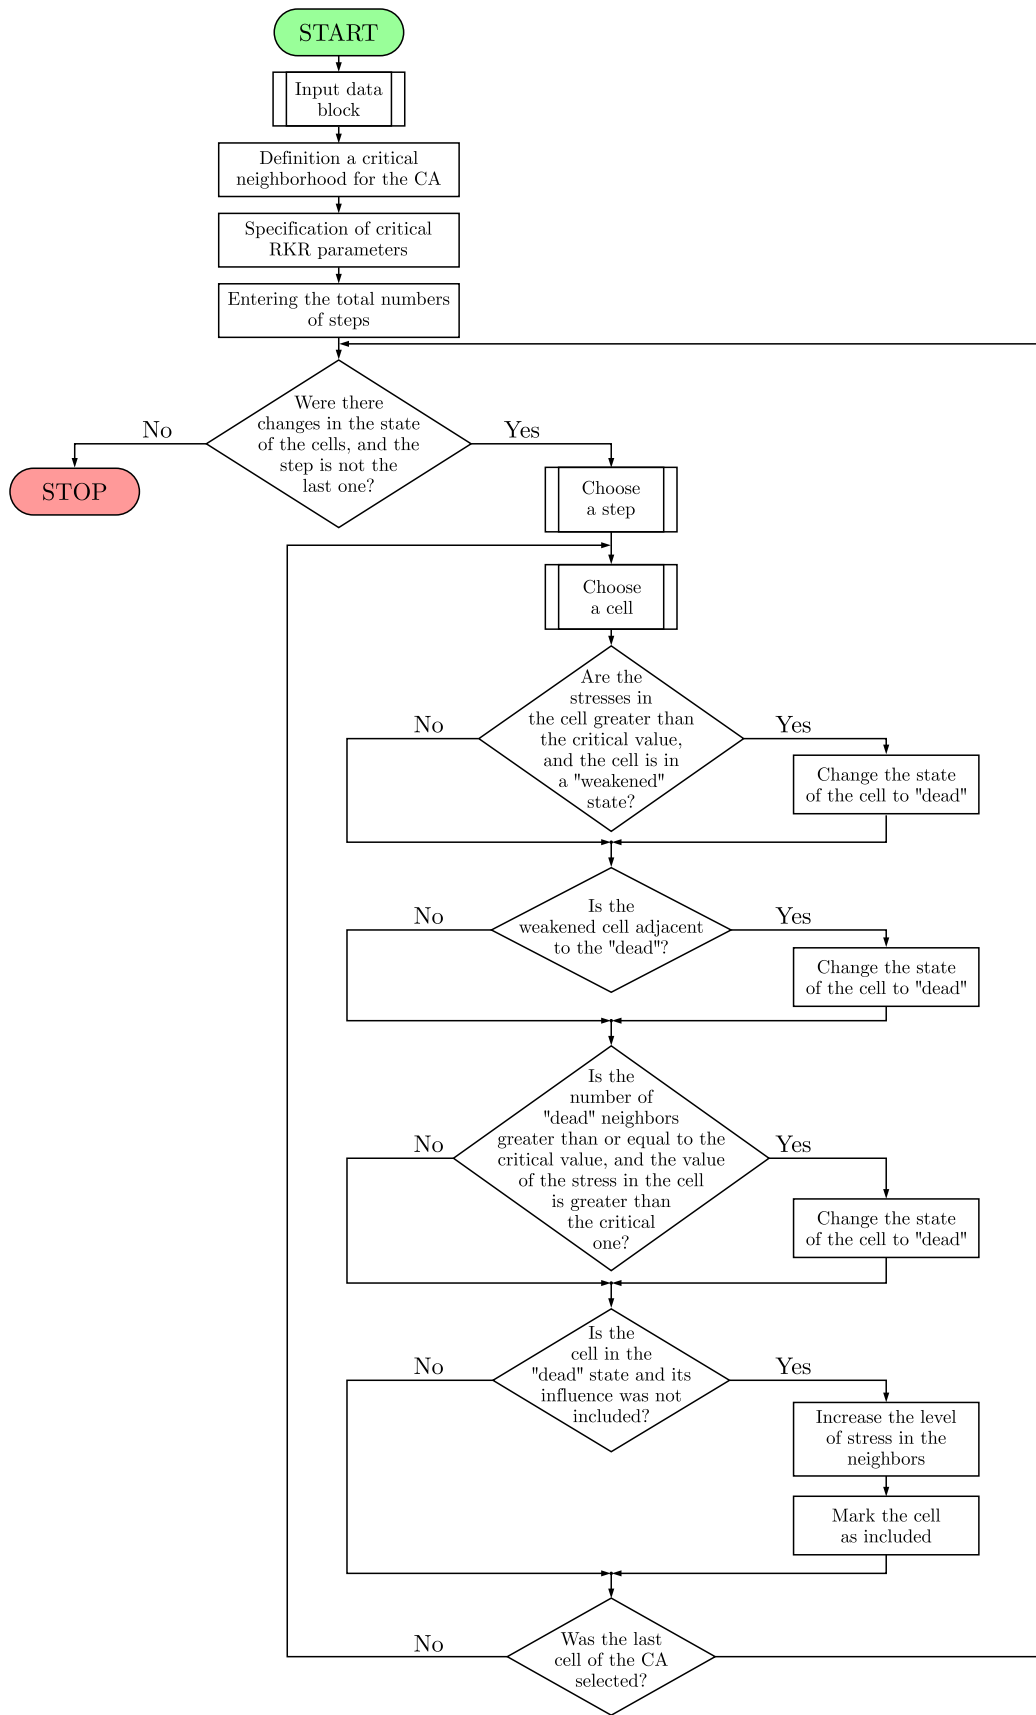 START
Input data
block
Definition a critical
neighborhood for the CA
Specification of critical
RKR parameters
Entering the total numbers
of steps
Were there
changes in the state
of the cells, and the
step is not the
last one?
No
Yes
STOP
Choose
a step
Choose
a cell
Are the
stresses in
the cell greater than
the critical value,
and the cell is in
a "weakened"
state?
No
Yes
Change the state
of the cell to "dead"
Is the
weakened cell adjacent
to the "dead"?
No
Yes
Change the state
of the cell to "dead"
Is the
number of
"dead" neighbors
greater than or equal to the
critical value, and the value
of the stress in the cell
is greater than
the critical
one?
No
Yes
Change the state
of the cell to "dead"
Is the
cell in the
"dead" state and its
influence was not
included?
No
Yes
Increase the level
of stress in the
neighbors
Mark the cell
as included
Was the last
cell of the CA
selected?
No